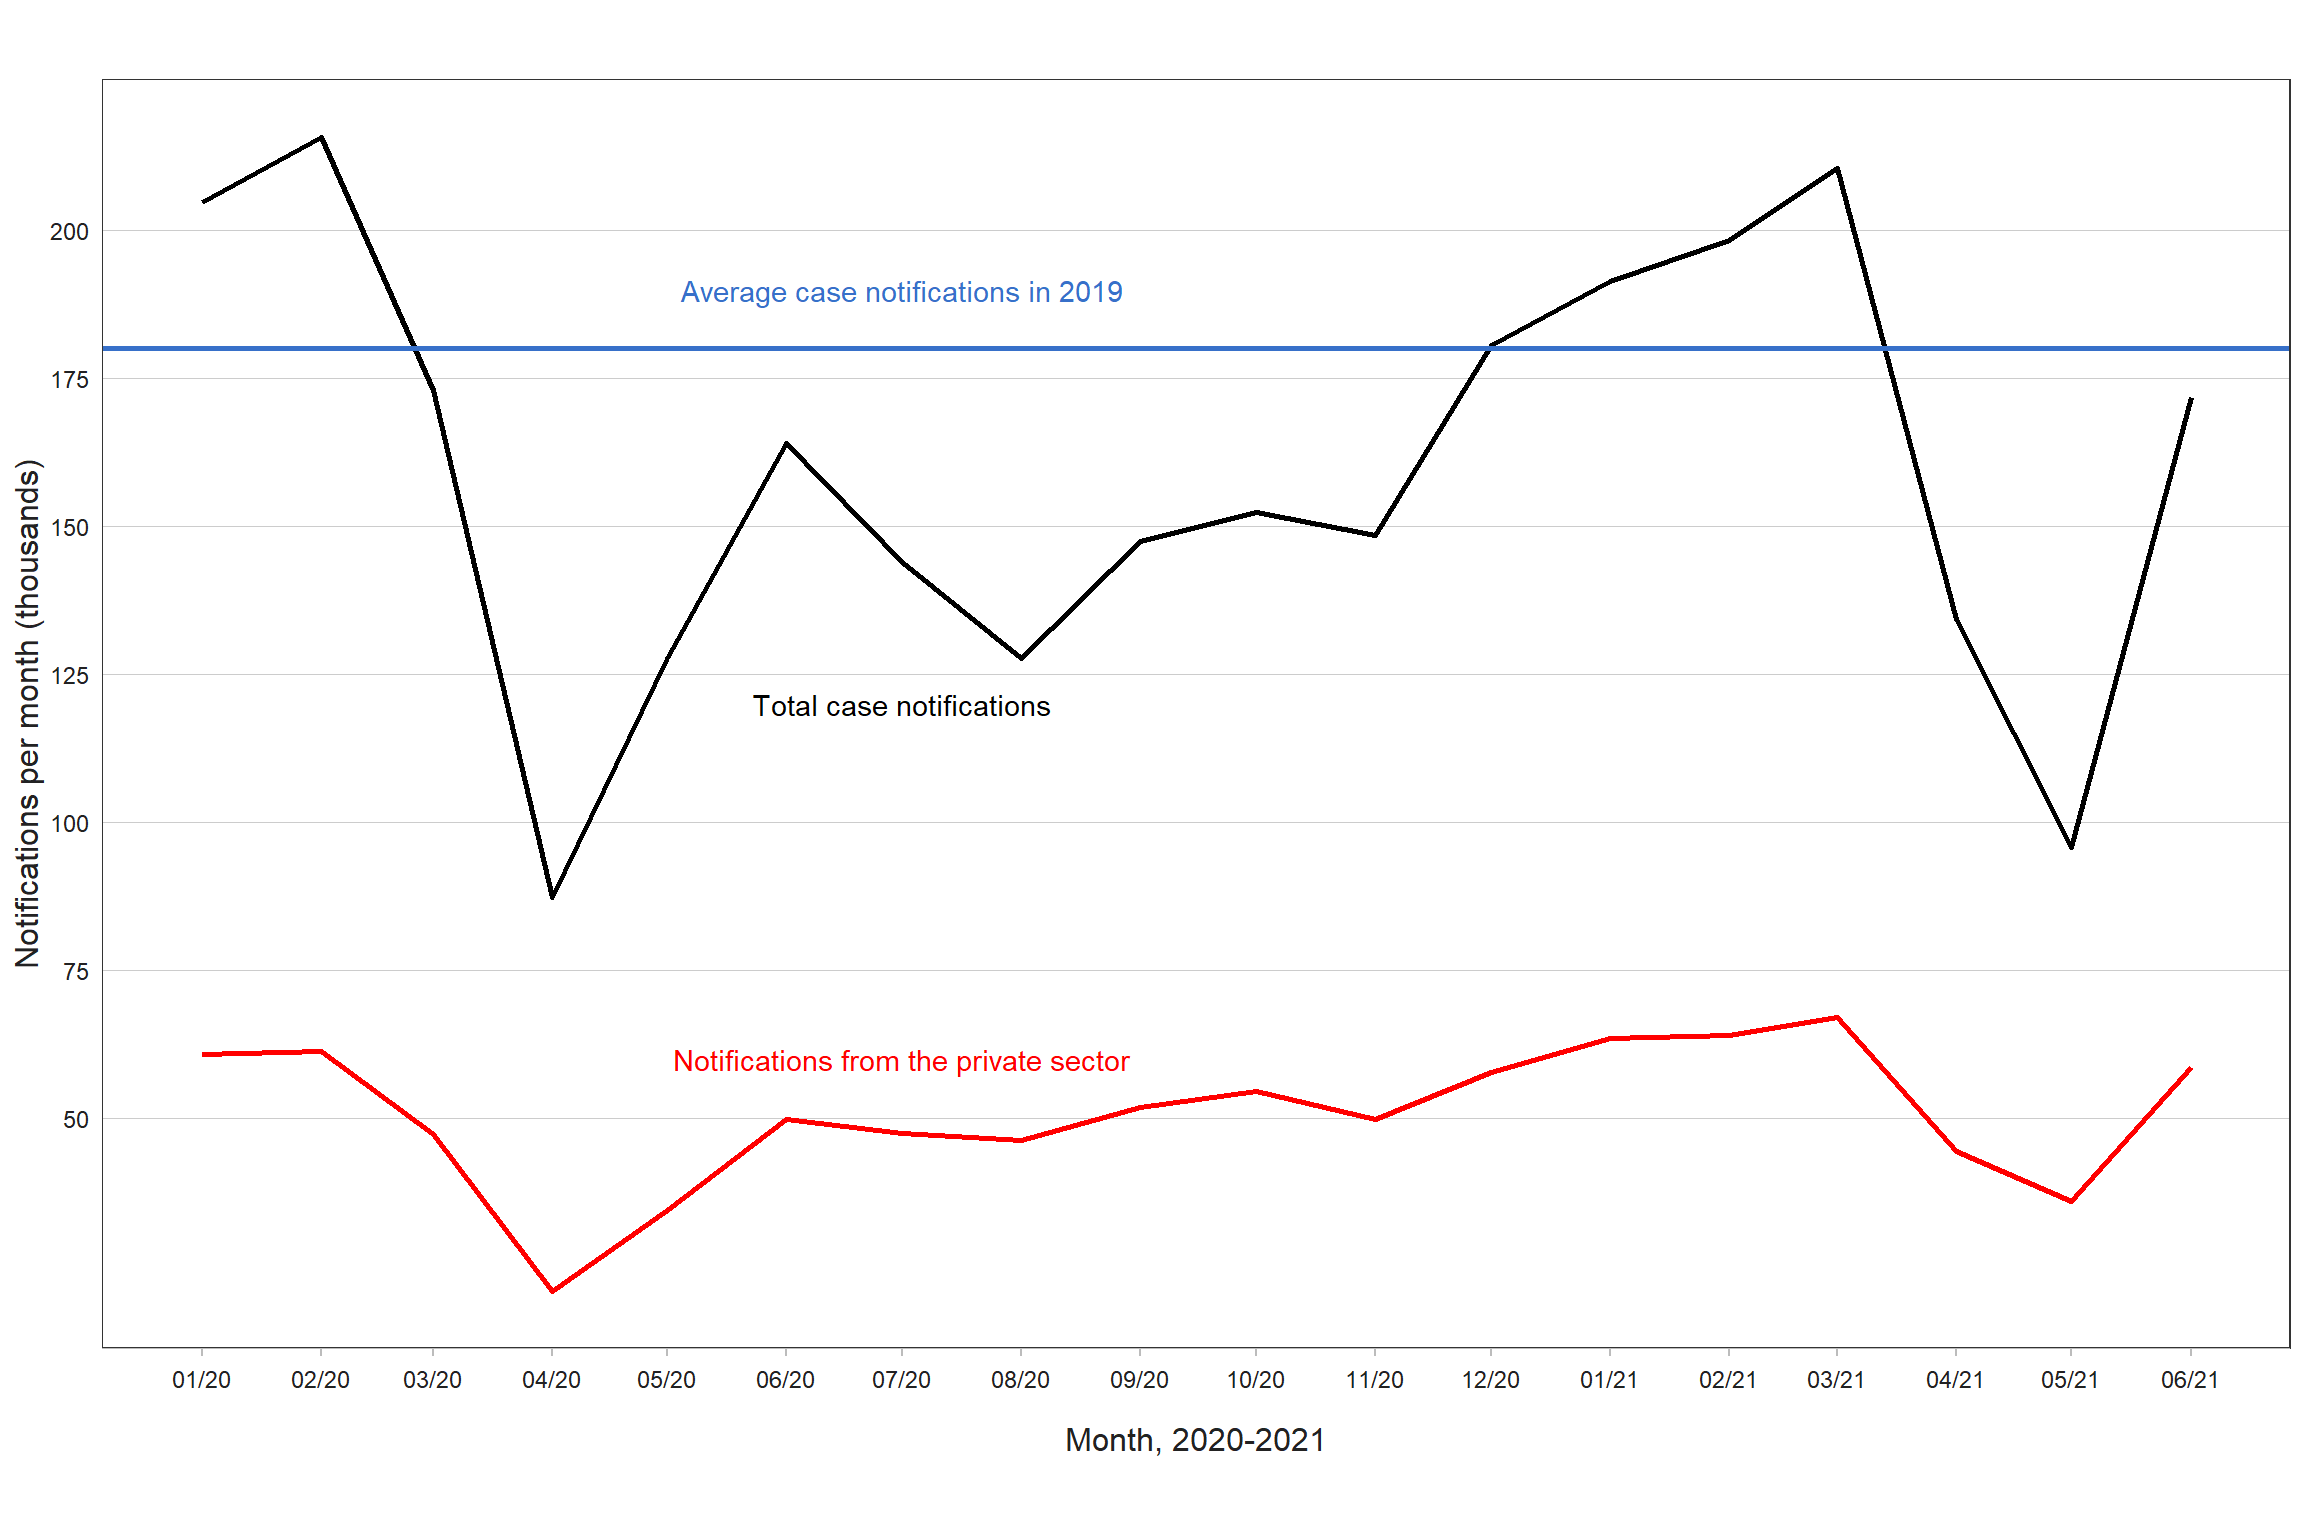 200
175
150
125
100
75
50
Notifications per month (thousands)
Average case notifications in 2019
Total case notifications
Notifications from the private sector
01/20 02/20 03/20 04/20 05/20 06/20 07/20 08/20 09/20 10/20 11/20 12/20 01/21 02/21 03/21 04/21 05/21 06/21
Month, 2020-2021